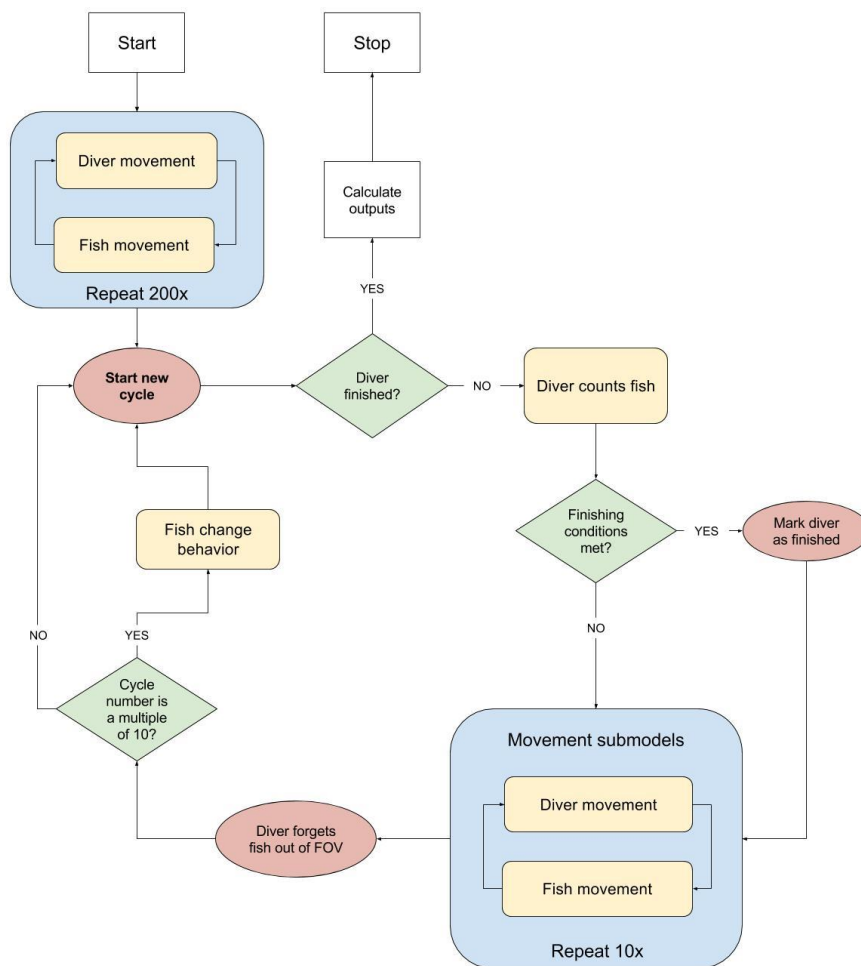 Start
Stop
Diver movement
Fish movement
Repeat 200x
Calculate
outputs
YES
Start new
cycle
Diver
finished?
NO
Diver counts fish
Fish change
behavior
Finishing
conditions
met?
YES
Mark diver
as finished
NO
YES
NO
Cycle
number is
a multiple
of 10?
Movement submodels
Diver movement
Fish movement
Repeat 10x
Diver forgets
fish out of FOV